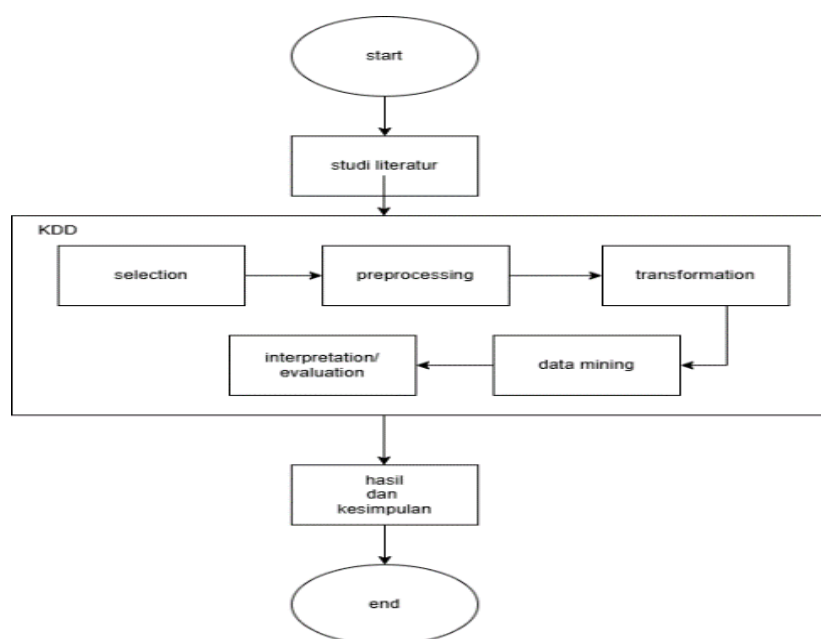 start
studi literatur
KDD
selection
preprocessing
transformation
interpretation/
evaluation
data mining
hasil
dan
kesimpulan
end